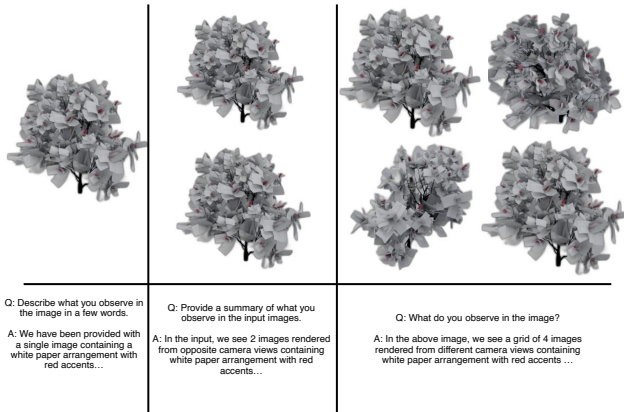 Q: Describe what you observe in
the image in a few words.
A: We have been provided with
a single image containing a
white paper arrangement with
red accents…
Q: Provide a summary of what you
observe in the input images.
A: In the input, we see 2 images rendered
from opposite camera views containing
white paper arrangement with red
accents…
Q: What do you observe in the image?
A: In the above image, we see a grid of 4 images
rendered from different camera views containing
white paper arrangement with red accents …